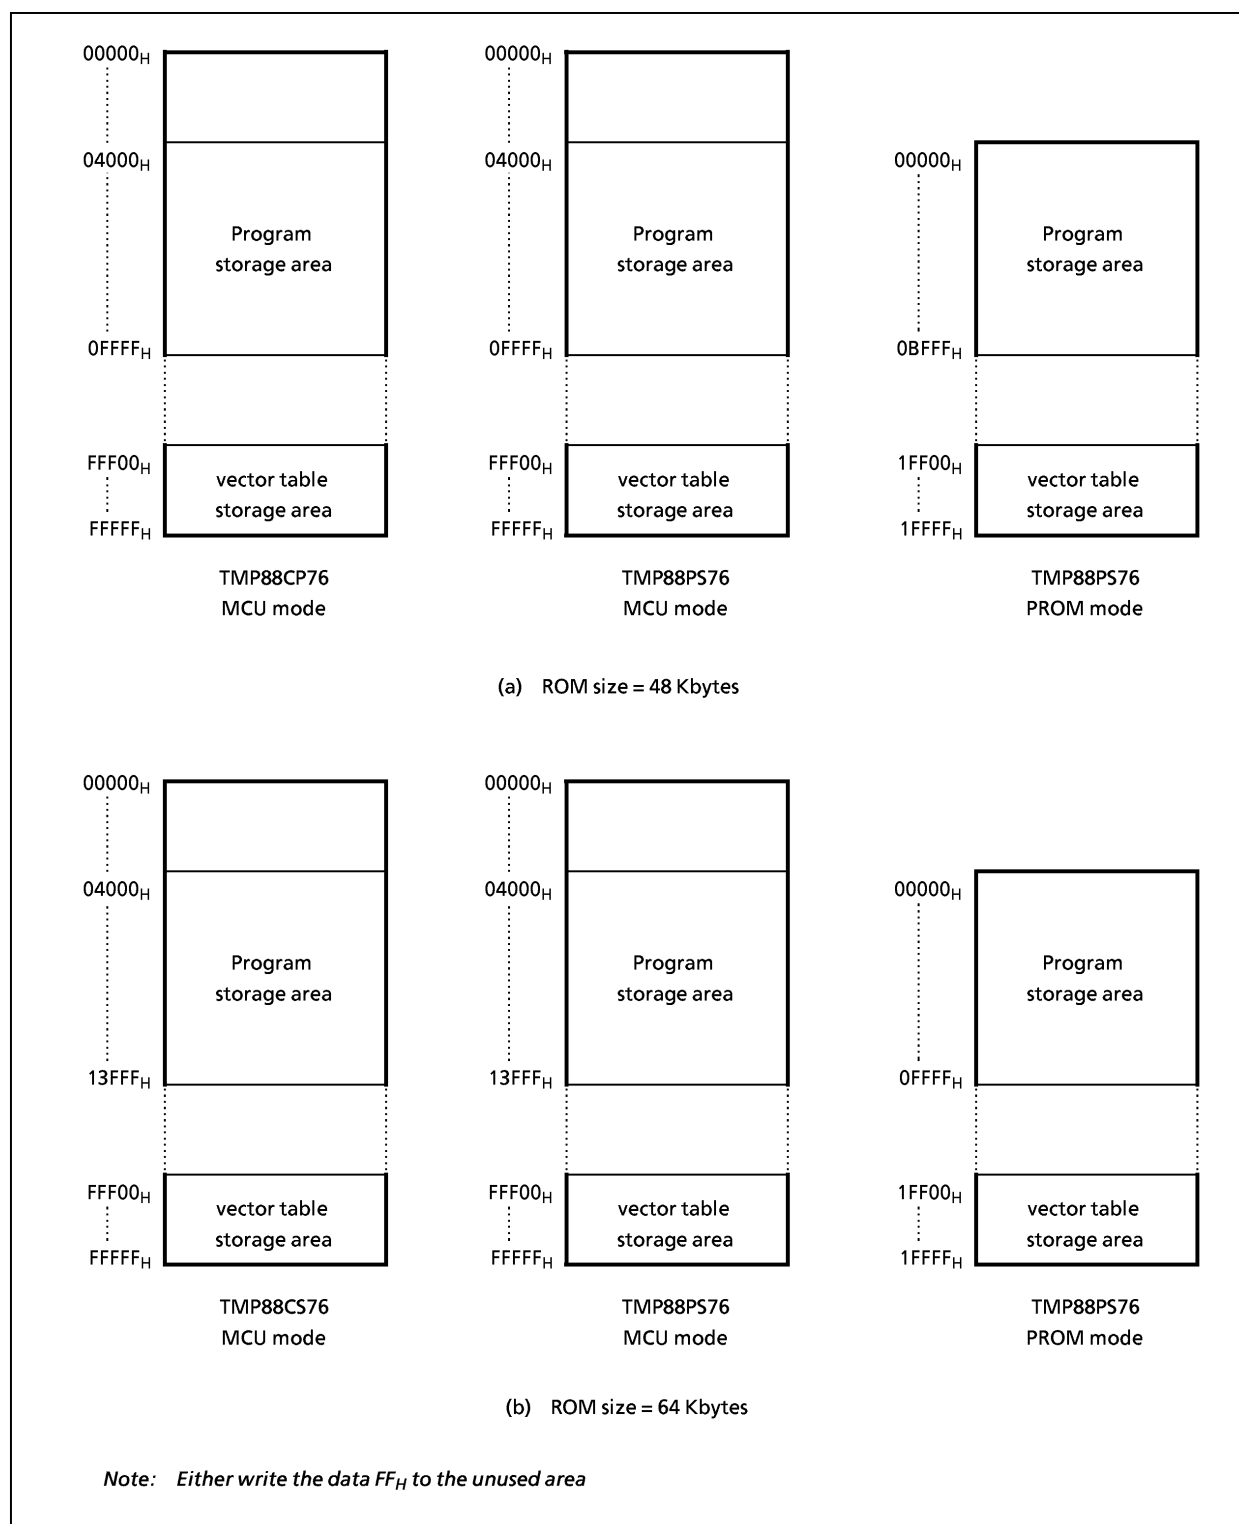 00000H
00000H
04000H
04000H
00000H
Program
storage area
Program
storage area
Program
storage area
0FFFFH
0FFFFH
0BFFFH
FFF00H
FFF00H
1FF00H
vector table
storage area
vector table
storage area
vector table
storage area
FFFFFH
FFFFFH
1FFFFH
TMP88CP76
MCU mode
TMP88PS76
MCU mode
TMP88PS76
PROM mode
(a) ROM size = 48 Kbytes
00000H
00000H
04000H
04000H
00000H
Program
storage area
Program
storage area
Program
storage area
13FFFH
13FFFH
0FFFFH
FFF00H
FFF00H
1FF00H
vector table
storage area
vector table
storage area
vector table
storage area
FFFFFH
FFFFFH
1FFFFH
TMP88CS76
MCU mode
TMP88PS76
MCU mode
TMP88PS76
PROM mode
(b) ROM size = 64 Kbytes
Note: Either write the data FFH to the unused area